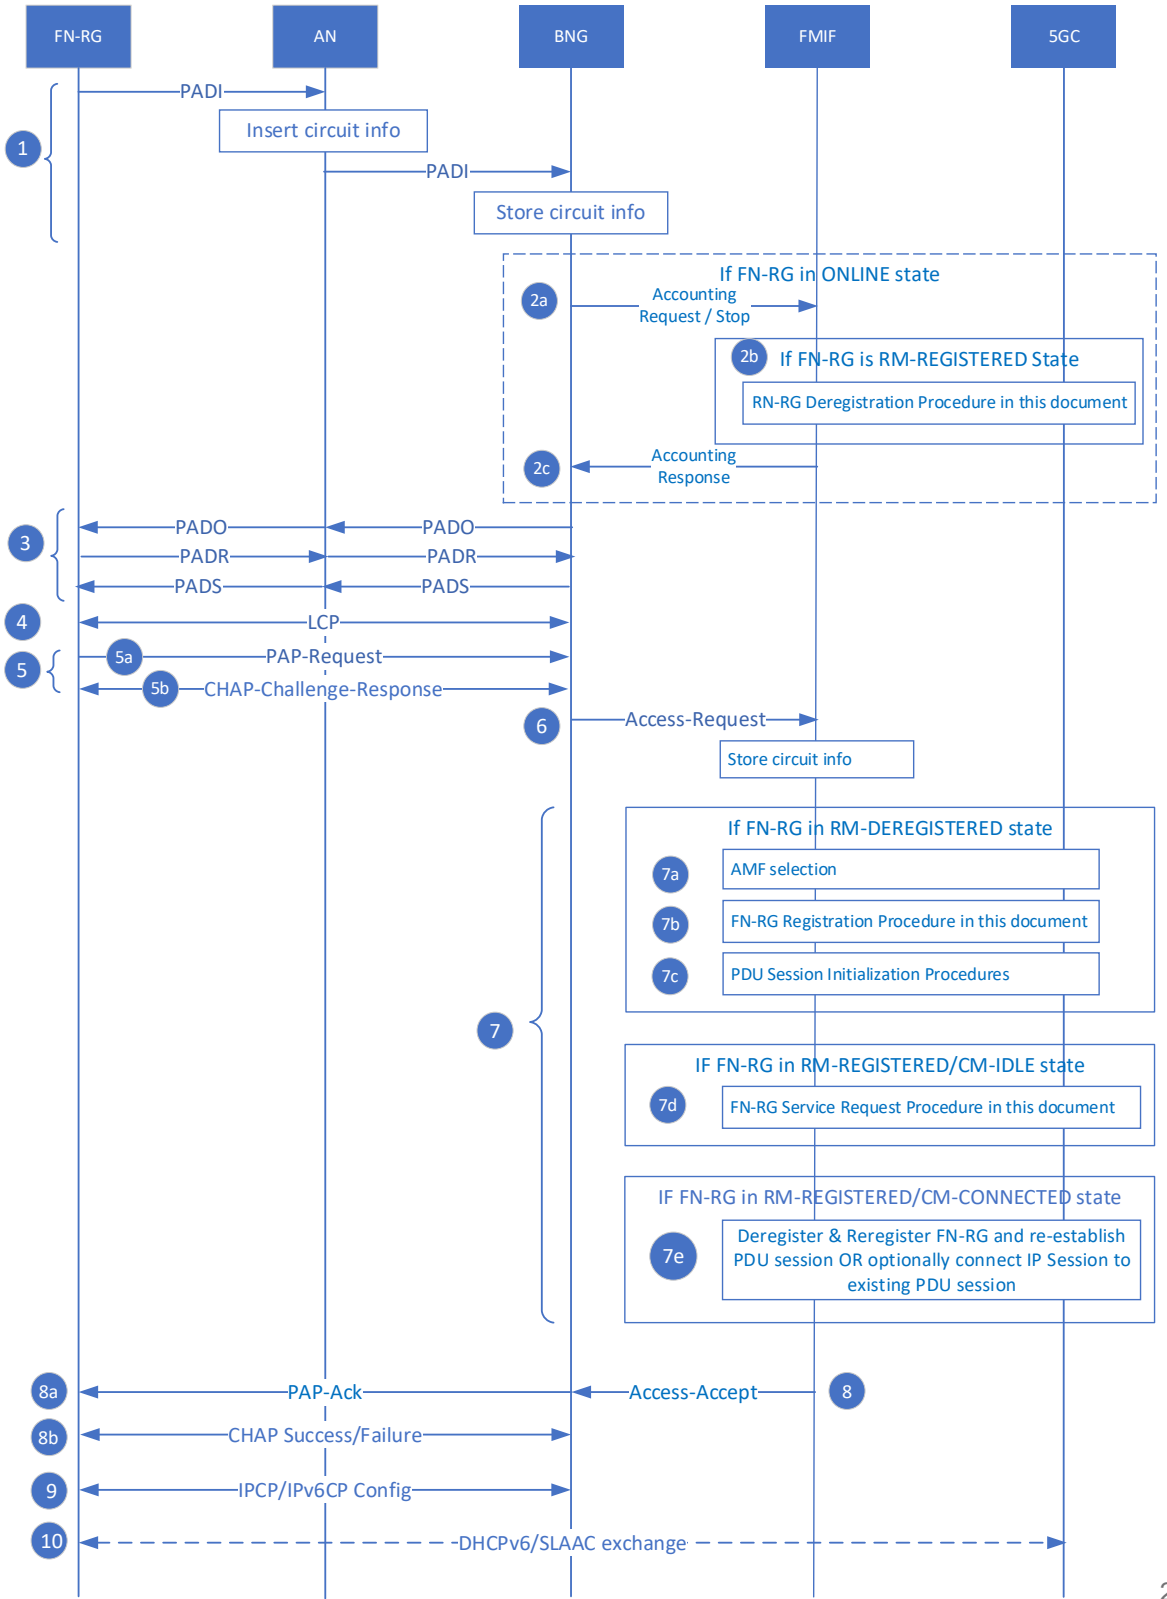 FN-RG
AN
BNG
FMIF
5GC
PADI
1
Insert circuit info
PADI
Store circuit info
If FN-RG in ONLINE state
2a
Accounting
Request / Stop
2b
If FN-RG is RM-REGISTERED State
RN-RG Deregistration Procedure in this document
2c
Accounting
Response
3
PADO
PADO
PADR
PADR
PADS
PADS
4
LCP
5
5a
PAP-Request
5b
CHAP-Challenge-Response
6
Access-Request
Store circuit info
7
If FN-RG in RM-DEREGISTERED state
7a
AMF selection
7b
FN-RG Registration Procedure in this document
7c
PDU Session Initialization Procedures
IF FN-RG in RM-REGISTERED/CM-IDLE state
7d
FN-RG Service Request Procedure in this document
IF FN-RG in RM-REGISTERED/CM-CONNECTED state
7e
Deregister & Reregister FN-RG and re-establish
PDU session OR optionally connect IP Session to
existing PDU session
8a
PAP-Ack
Access-Accept
8
8b
CHAP Success/Failure
9
IPCP/IPv6CP Config
10
DHCPv6/SLAAC exchange